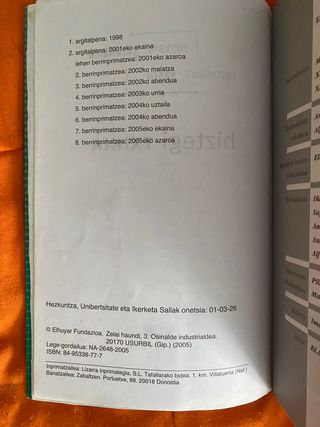 1. argitalpena: 1998
2. argitalpena: 2001eko ekaina
lehen berrinprimatzea: 2001eko azaroa
2. berrinprimatzea: 2002ko maiatza
3. berrinprimatzea: 2002ko abendua
4. berrinprimatzea: 2003ko urria
5. berrinprimatzea: 2004ko uztaila
6. berrinprimatzea: 2004ko abendua
7. berrinprimatzea: 2005eko ekaina
8. berrinprimatzea: 2005eko azaroa
Hezkuntza, Unibertsitate eta Ikerketa Sailak onetsia: 01-03-26
© Elhuyar Fundazioa. Zelai haundi, 3. Osinalde industrialdea.
20170 USURBIL (Gip.) (2005)
Lege-gordailua: NA-2648-2005
ISBN: 84-95338-77-7
Inprimatzailea: Lizarra inprimategia, S.L. Tafallarako bidea, 1. km. Villatuerta (Naf.)
Banatzailea: Zabaltzen. Portuetxe, 88. 20018 Donostia